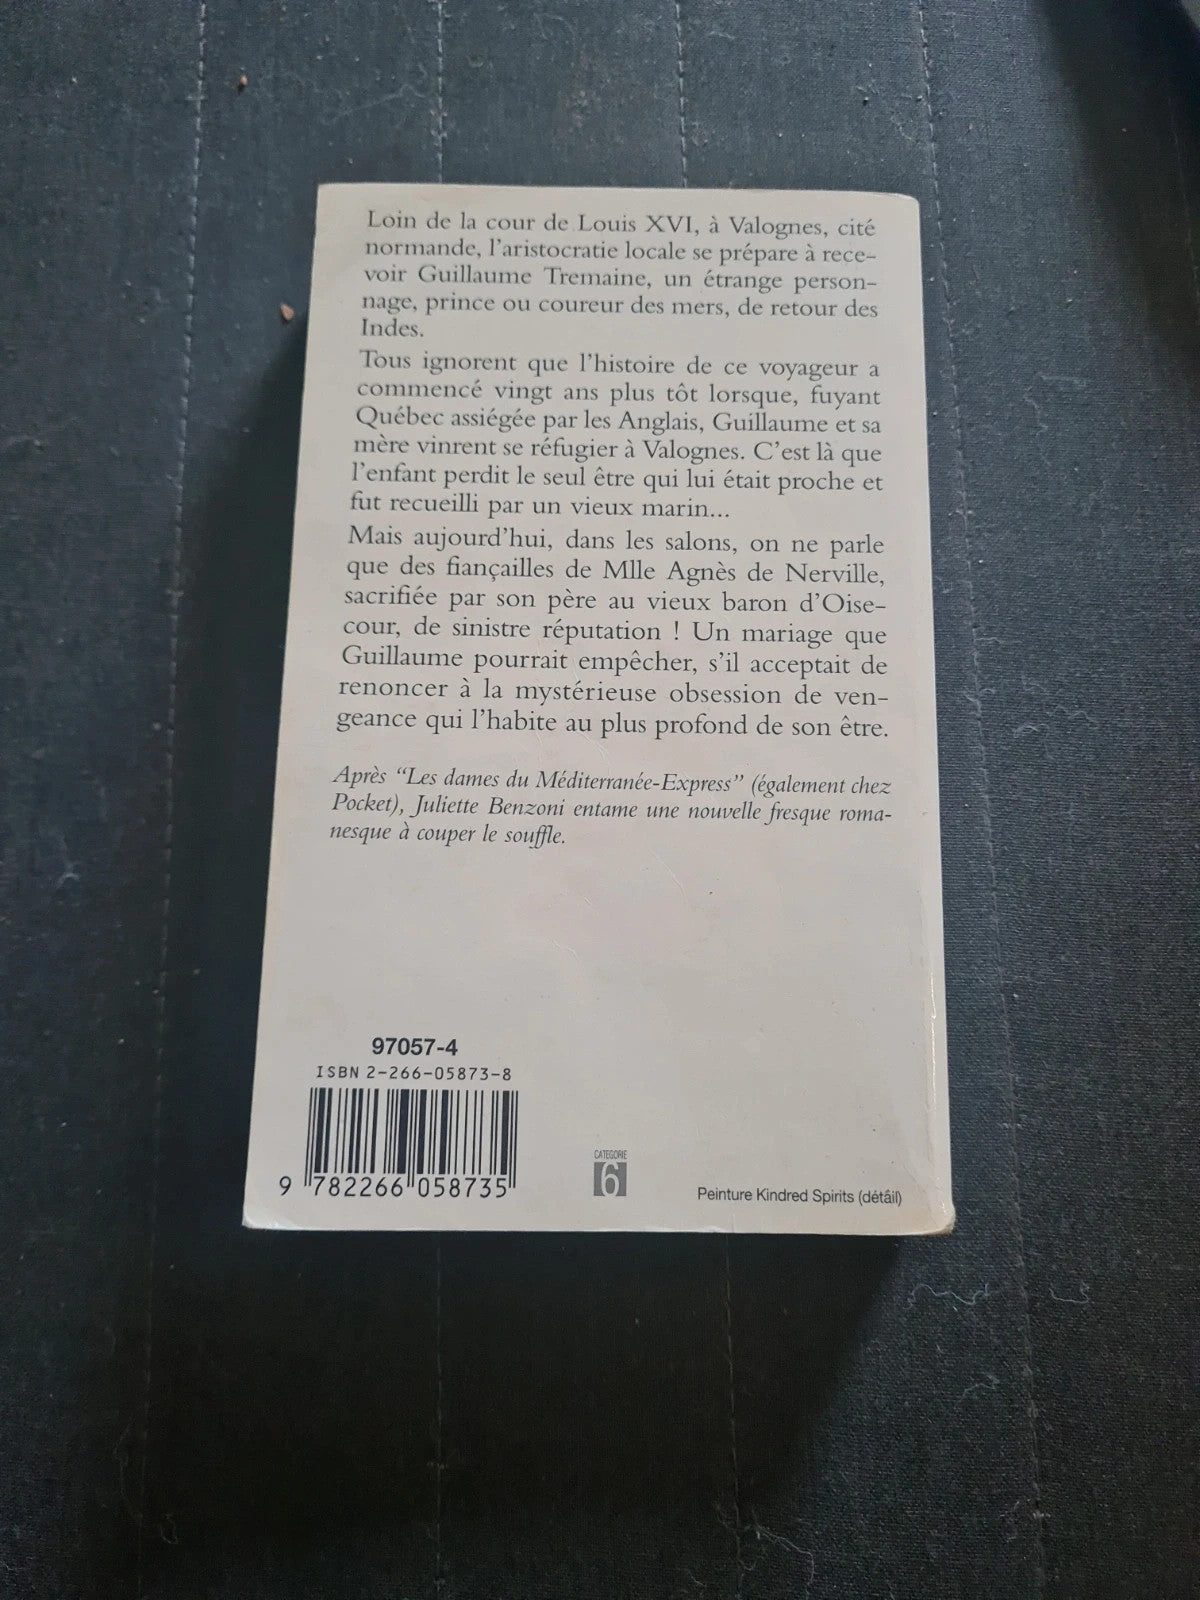 Loin de la cour de Louis XVI, à Valognes, cité
normande, l'aristocratie locale se prépare à rece-
voir Guillaume Tremaine, un étrange person-
nage, prince ou coureur des mers, de retour des
Indes.
Tous ignorent que l'histoire de ce voyageur a
commencé vingt ans plus tôt lorsque, fuyant
Québec assiégée par les Anglais, Guillaume et sa
mère vinrent se réfugier à Valognes. C'est là que
l'enfant perdit le seul être qui lui était proche et
fut recueilli par un vieux marin...
Mais aujourd'hui, dans les salons, on ne parle
que des fiançailles de Mlle Agnès de Nerville,
sacrifiée par son père au vieux baron d'Oise-
cour, de sinistre réputation ! Un mariage que
Guillaume pourrait empêcher, s'il acceptait de
renoncer à la mystérieuse obsession de ven-
geance qui l'habite au plus profond de son être.
Après “Les dames du Méditerranée-Express” (également chez
Pocket), Juliette Benzoni entame une nouvelle fresque roma-
nesque à couper le souffle.
97057-4
ISBN 2-266-05873-8
9 782266 058735
CATEGORIE
6
Peinture Kindred Spirits (détâil)